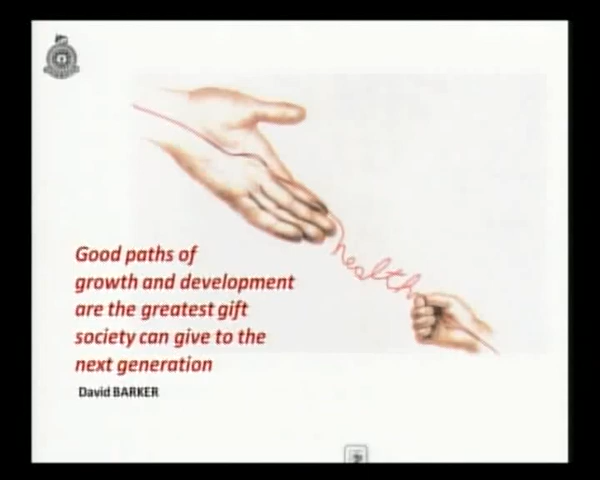 health
Good paths of
growth and development
are the greatest gift
society can give to the
next generation
David BARKER